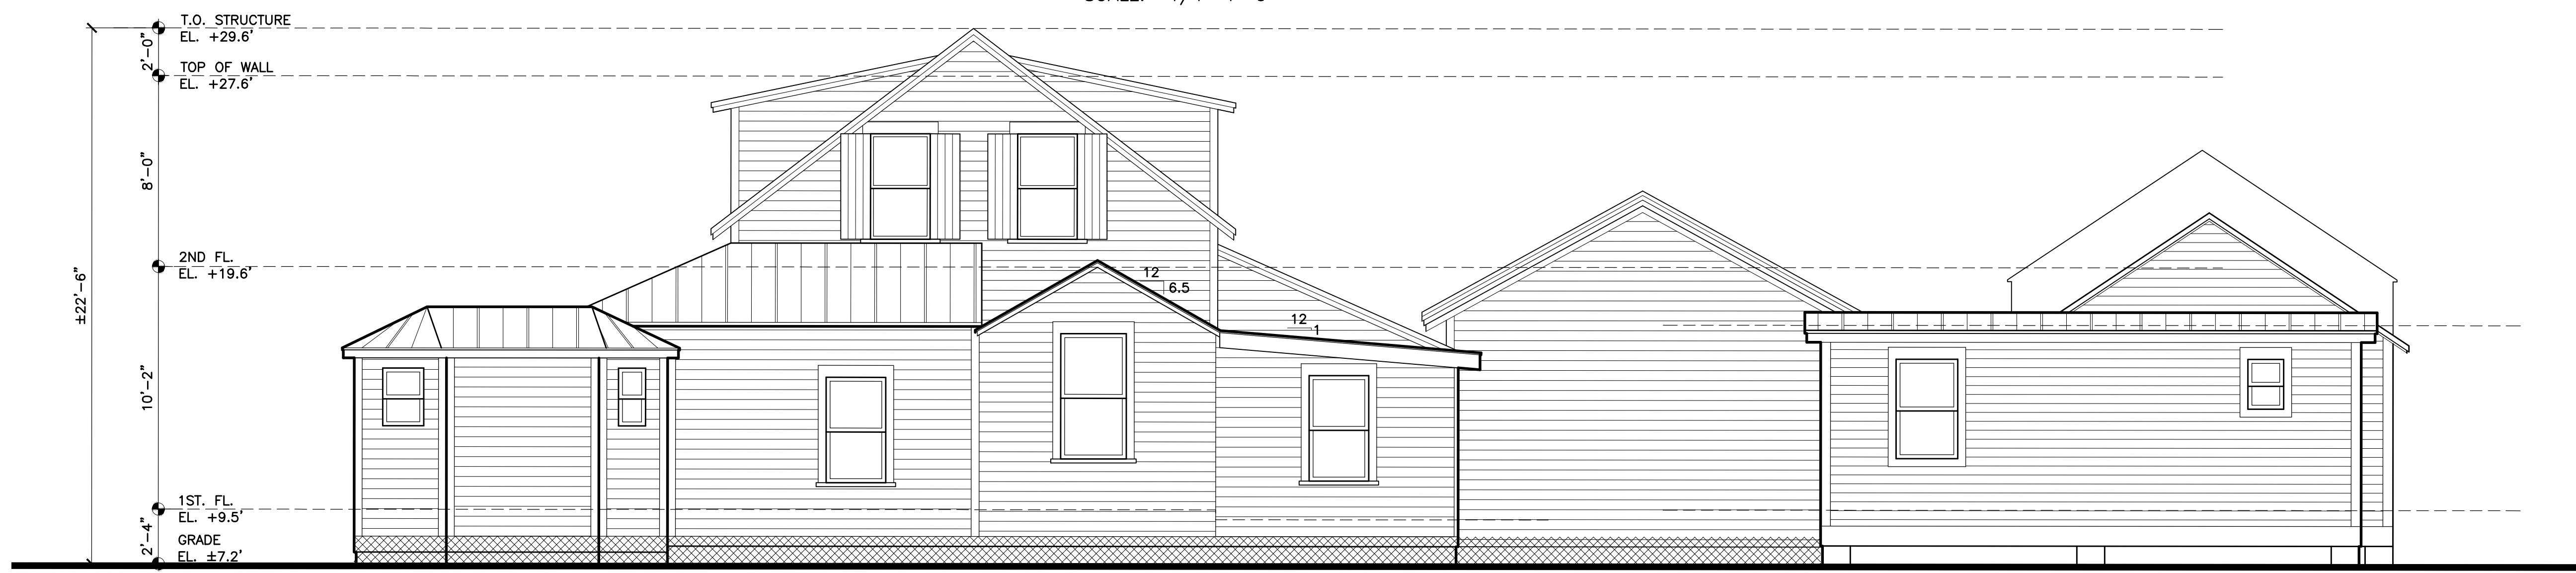 T.O. STRUCTURE
EL. +29.6'
2'-0"
TOP OF WALL
EL. +27.6'
8'-0"
2ND FL.
EL. +19.6'
±22'-6"
12
6.5
12
1
10'-2"
1ST. FL.
EL. +9.5'
2'-4"
GRADE
EL. ±7.2'